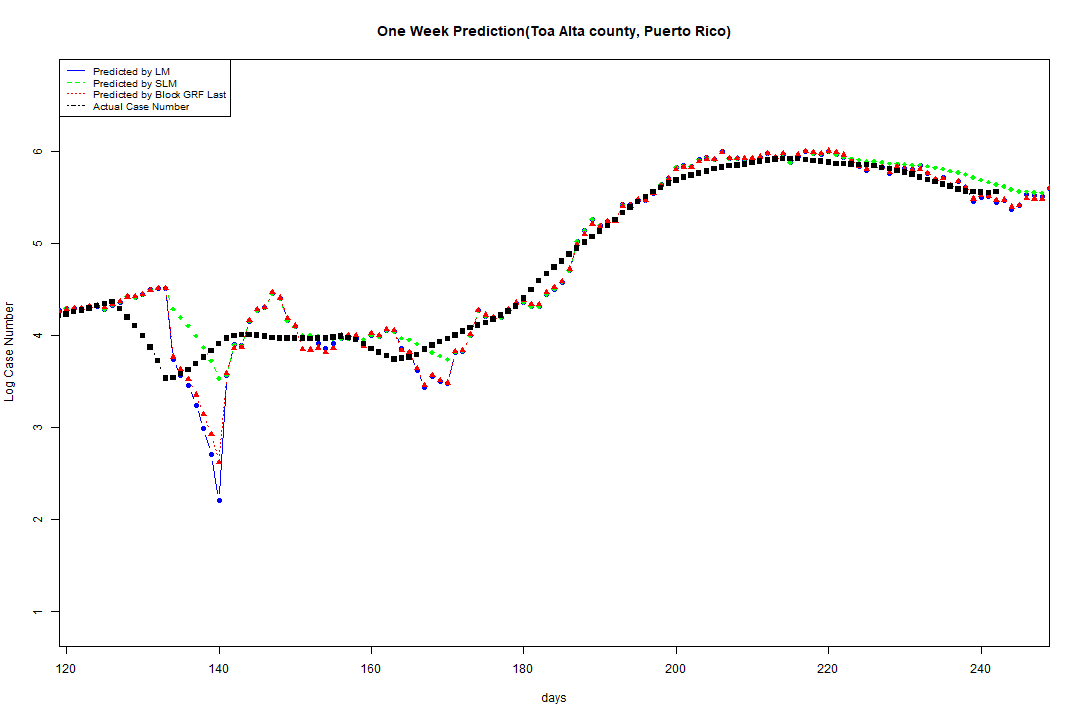 One Week Prediction(Toa Alta county, Puerto Rico)
Predicted by LM
Predicted by SLM
Predicted by Block GRF Last
Actual Case Number
Log Case Number
6
5
4
3
2
1
120 140 160 180 200 220 240
days